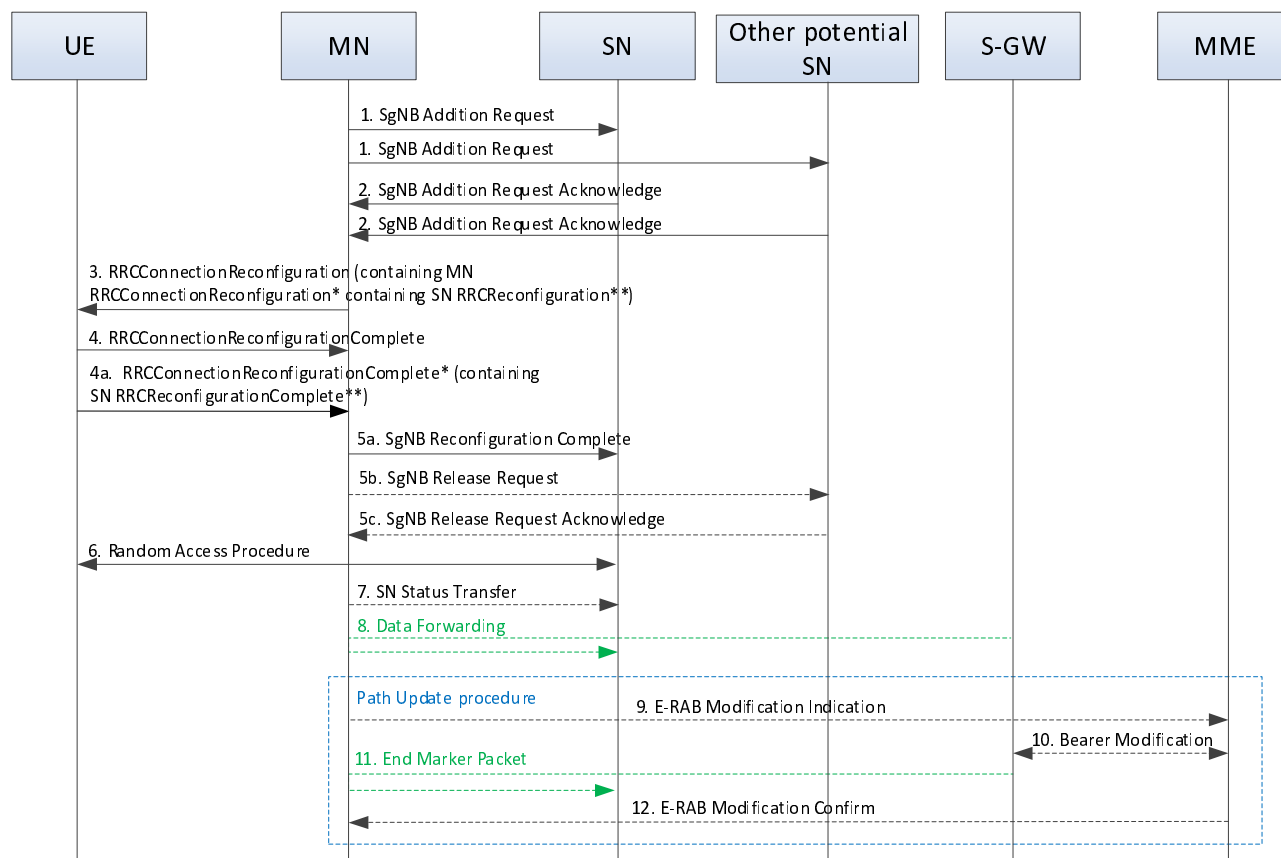 UE
MN
SN
Other potential
SN
S-GW
MME
1. SgNB Addition Request
1. SgNB Addition Request
2. SgNB Addition Request Acknowledge
2. SgNB Addition Request Acknowledge
3. RRCConnectionReconfiguration (containing MN
RRCConnectionReconfiguration* containing SN RRCReconfiguration**)
4. RRCConnectionReconfigurationComplete
4a. RRCConnectionReconfigurationComplete* (containing
SN RRCReconfigurationComplete**)
5a. SgNB Reconfiguration Complete
5b. SgNB Release Request
5c. SgNB Release Request Acknowledge
6. Random Access Procedure
7. SN Status Transfer
8. Data Forwarding
Path Update procedure
9. E-RAB Modification Indication
10. Bearer Modification
11. End Marker Packet
12. E-RAB Modification Confirm